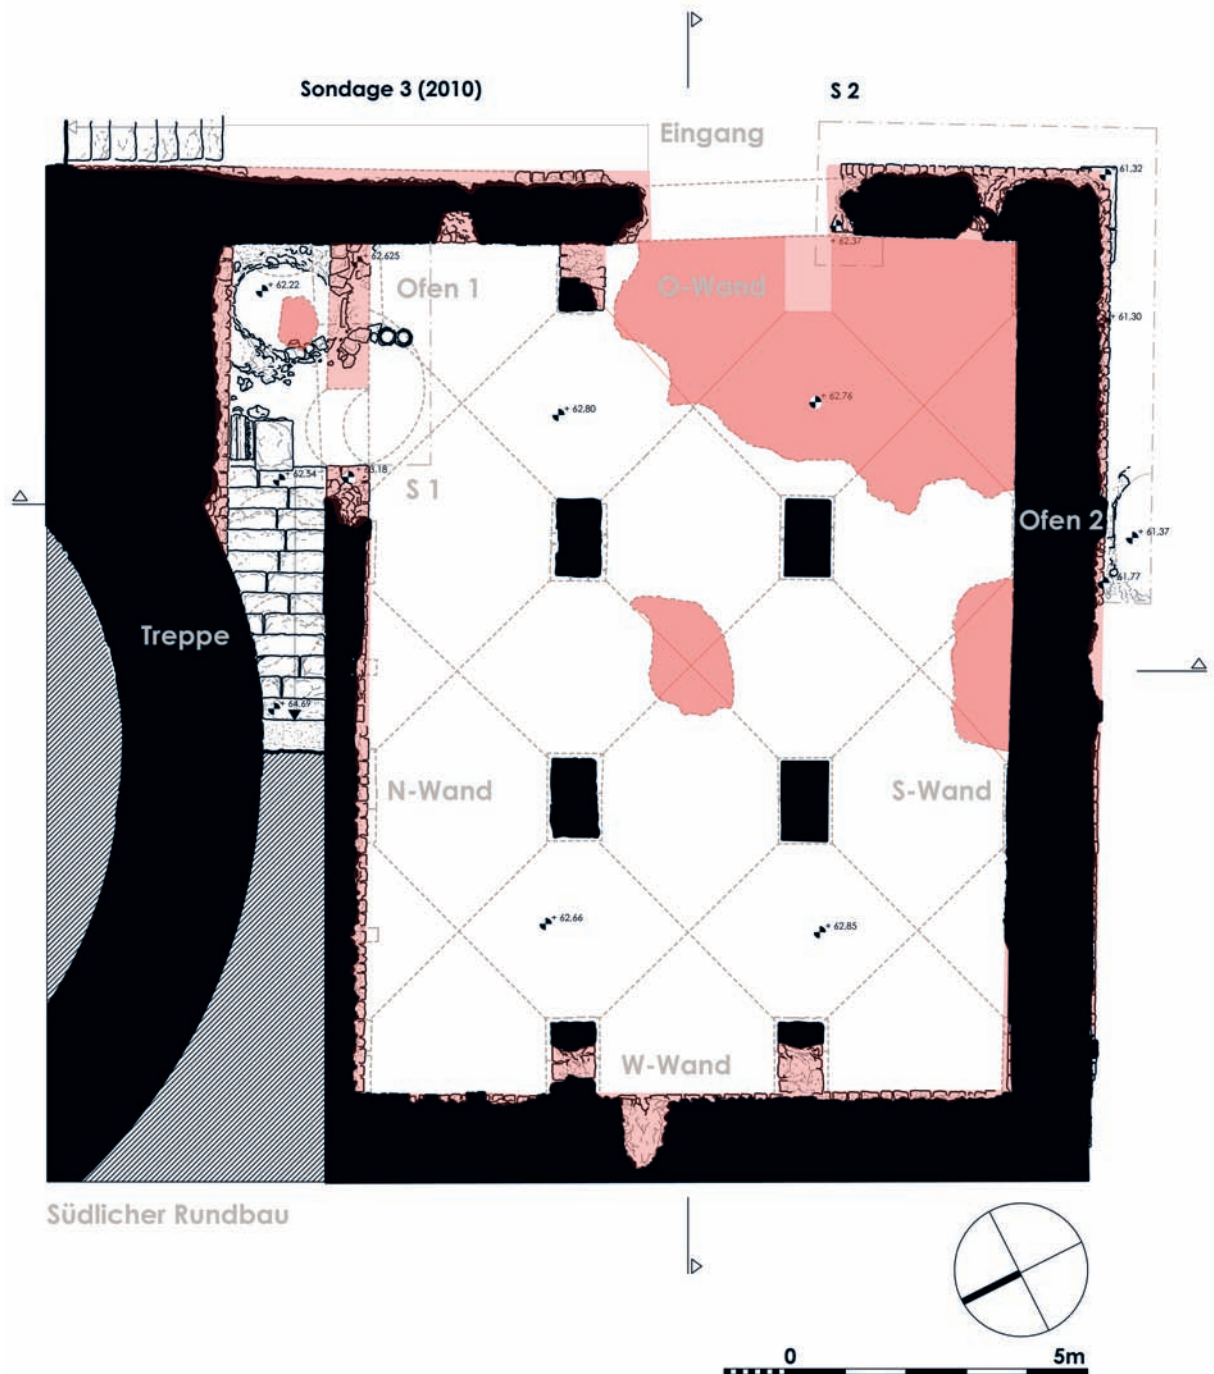 Sondage 3 (2010)
S 2
Eingang
61.32
+ 62.37
62.625
+ 62.22
Ofen 1
O-Wand
61.30
+ 62.80
+ 62.76
+ 62.54
63.18
S 1
Ofen 2
+ 61.37
61.77
Treppe
+ 64.69
N-Wand
S-Wand
+ 62.66
+ 62.85
W-Wand
Südlicher Rundbau
0
5m